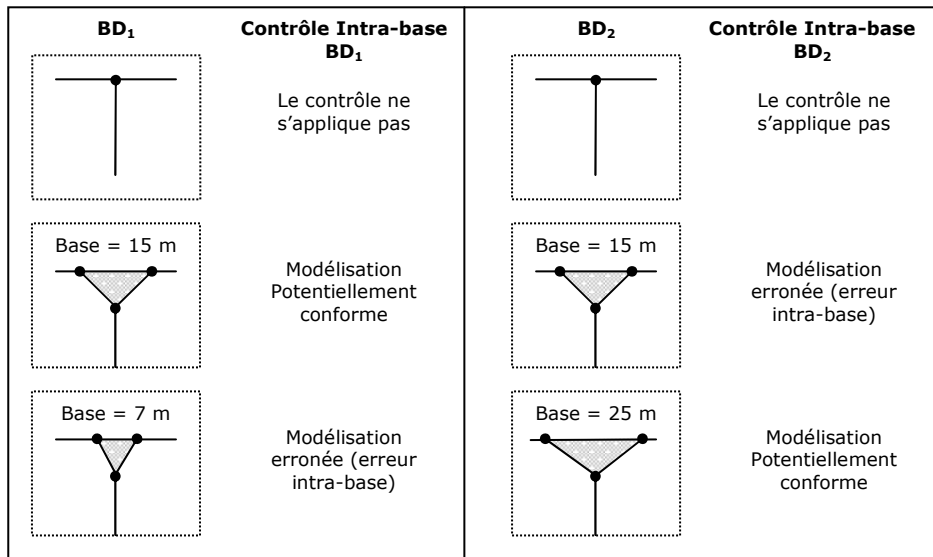 BD₁
Contrôle Intra-base
BD₁
Le contrôle ne
s'applique pas
Base = 15 m
Modélisation
Potentiellement
conforme
Base = 7 m
Modélisation
erronée (erreur
intra-base)
BD₂
Contrôle Intra-base
BD₂
Le contrôle ne
s'applique pas
Base = 15 m
Modélisation
erronée (erreur
intra-base)
Base = 25 m
Modélisation
Potentiellement
conforme